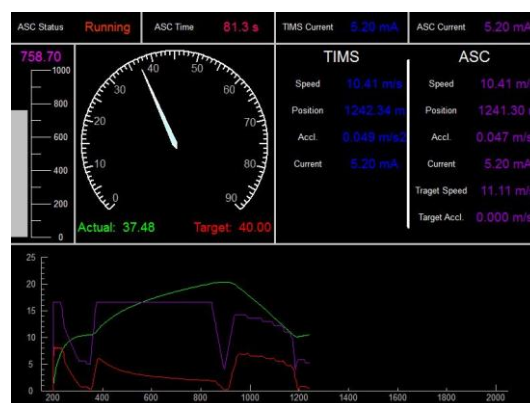 ASC Status Running ASC Time 81.3 s TIMS Current 5.20 mA ASC Current 5.20 mA
758.70
1000
800
600
400
200
0
0 10 20 30 40 50 60 70 80 90
Actual: 37.48 Target: 40.00
TIMS ASC
Speed 10.41 m/s Speed 10.41 m/
Position 1242.34 m Position 1241.30
Accl. 0.049 m/s2 Accl. 0.047 m/s
Current 5.20 mA Current 5.20 mA
Traget Speed 11.11 m/
Target Accl. 0.000 m/s
25
20
15
10
5
0
200 400 600 800 1000 1200 1400 1600 1800 2000